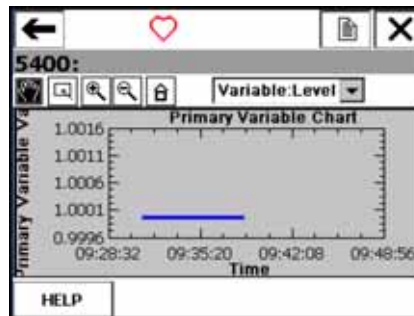 5400:
Variable:Level
Primary Variable Chart
Primary Variable Va
1.0016
1.0011
1.0006
1.0001
0.9996
09:28:32 09:35:20 09:42:08 09:48:56
Time
HELP